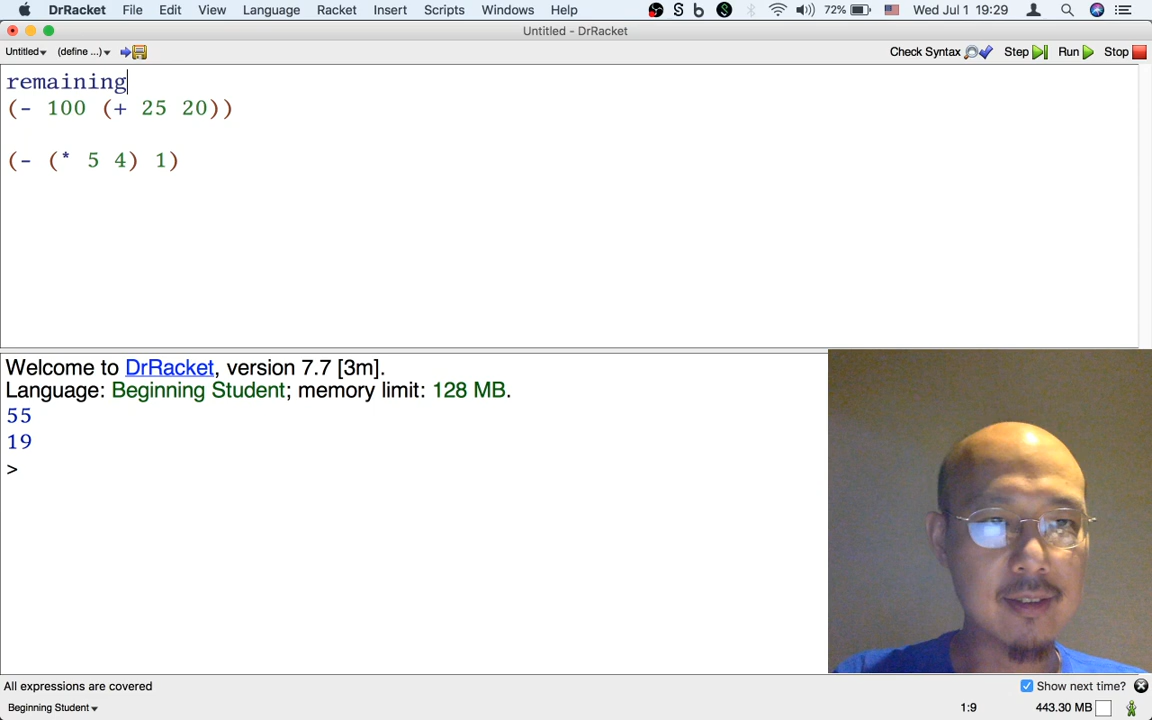 DrRacket File Edit View Language Racket Insert Scripts Windows Help 72% Wed Jul 1 19:29
Untitled - DrRacket
Untitled (define ...) Check Syntax Step Run Stop
remaining
(- 100 (+ 25 20))
(- (* 5 4) 1)
Welcome to DrRacket, version 7.7 [3m].
Language: Beginning Student; memory limit: 128 MB.
55
19
>
All expressions are covered Show next time?
Beginning Student 1:9 443.30 MB